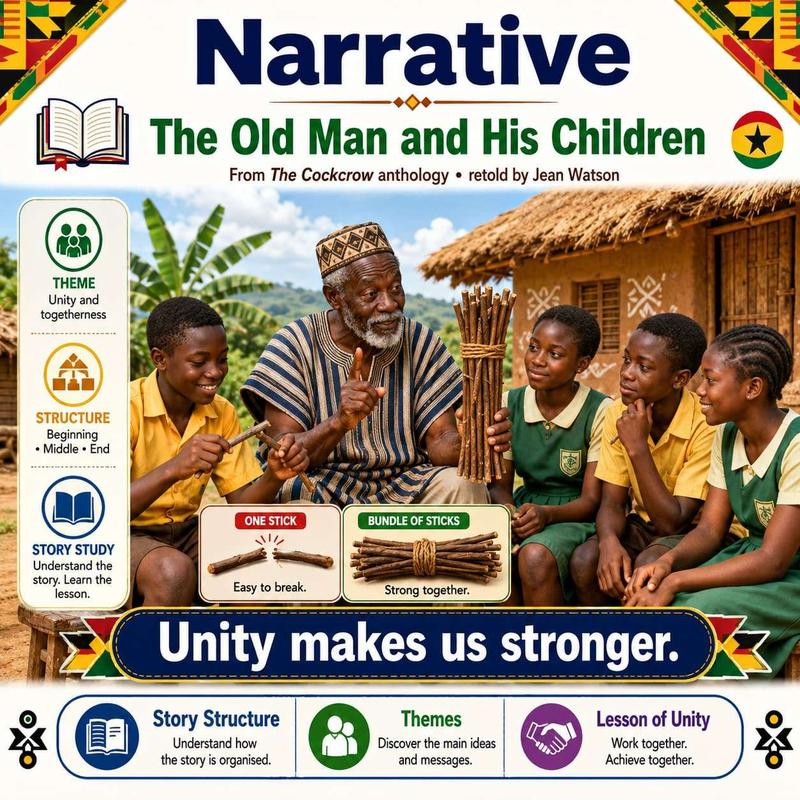 Narrative
The Old Man and His Children
From The Cockcrow anthology • retold by Jean Watson
THEME
Unity and
togetherness
STRUCTURE
Beginning
• Middle • End
STORY STUDY
Understand the
story. Learn the
lesson.
ONE STICK
Easy to break.
BUNDLE OF STICKS
Strong together.
Unity makes us stronger.
Story Structure
Understand how
the story is organised.
Themes
Discover the main ideas
and messages.
Lesson of Unity
Work together.
Achieve together.